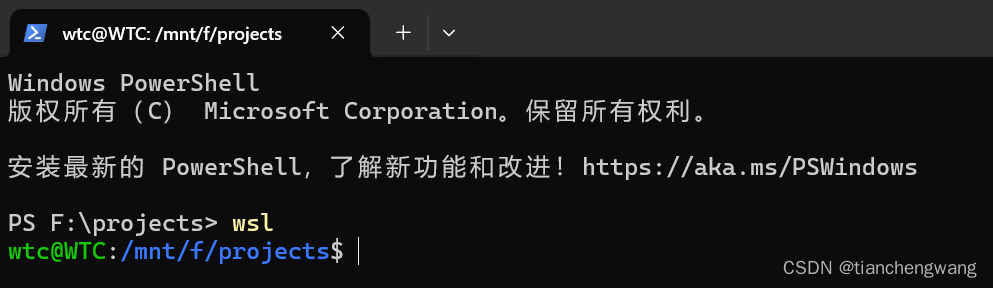 wtc@WTC: /mnt/f/projects
Windows PowerShell
版权所有（C） Microsoft Corporation。保留所有权利。
安装最新的 PowerShell，了解新功能和改进！https://aka.ms/PSWindows
PS F:\projects> wsl
wtc@WTC:/mnt/f/projects$
CSDN @tianchengwang